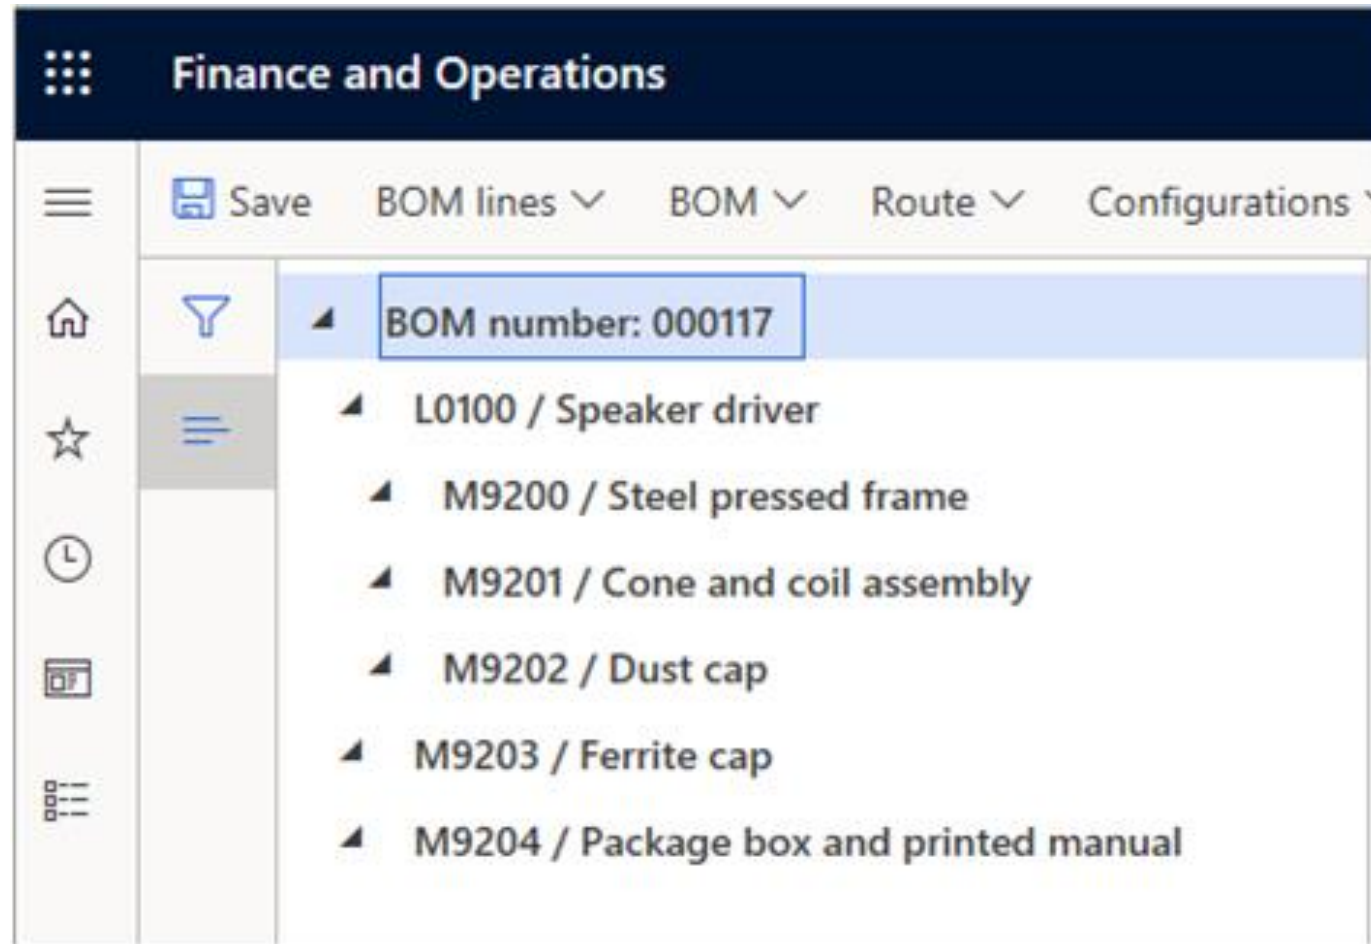 Finance and Operations
Save BOM lines BOM Route Configurations
BOM number: 000117
L0100 / Speaker driver
M9200 / Steel pressed frame
M9201 / Cone and coil assembly
M9202 / Dust cap
M9203 / Ferrite cap
M9204 / Package box and printed manual